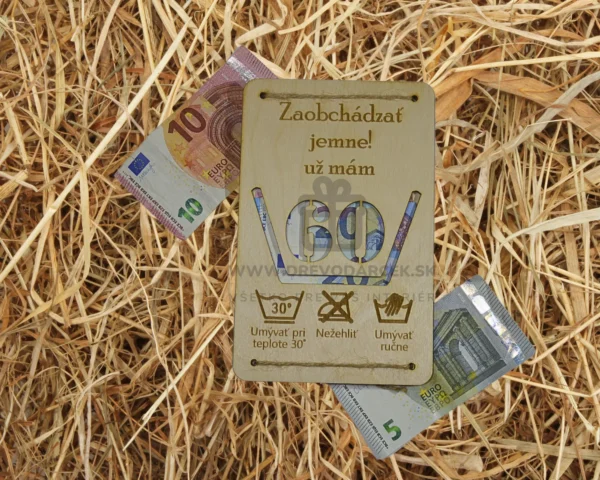 Zaobchádzať
jemne!
už mám
60
WWW.DREVODARCEK.SK
30°
Umývať pri
teplote 30°
Nežehliť
Umývať
ručne
10
10
EURO
5
EURO